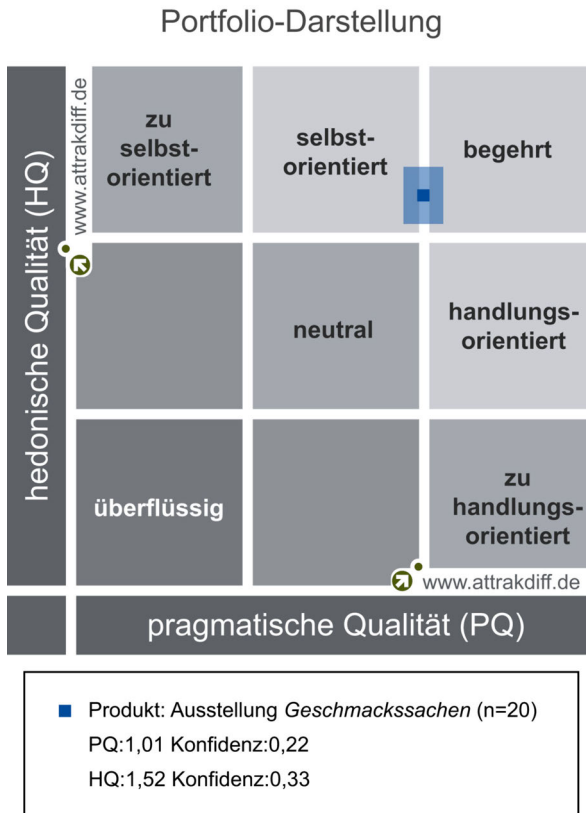 Portfolio-Darstellung
hedonische Qualität (HQ)
www.attrakdiff.de
zu
selbst-
orientiert
selbst-
orientiert
begehrt
neutral
handlungs-
orientiert
überflüssig
zu
handlungs-
orientiert
www.attrakdiff.de
pragmatische Qualität (PQ)
Produkt: Ausstellung Geschmackssachen (n=20)
PQ:1,01 Konfidenz:0,22
HQ:1,52 Konfidenz:0,33